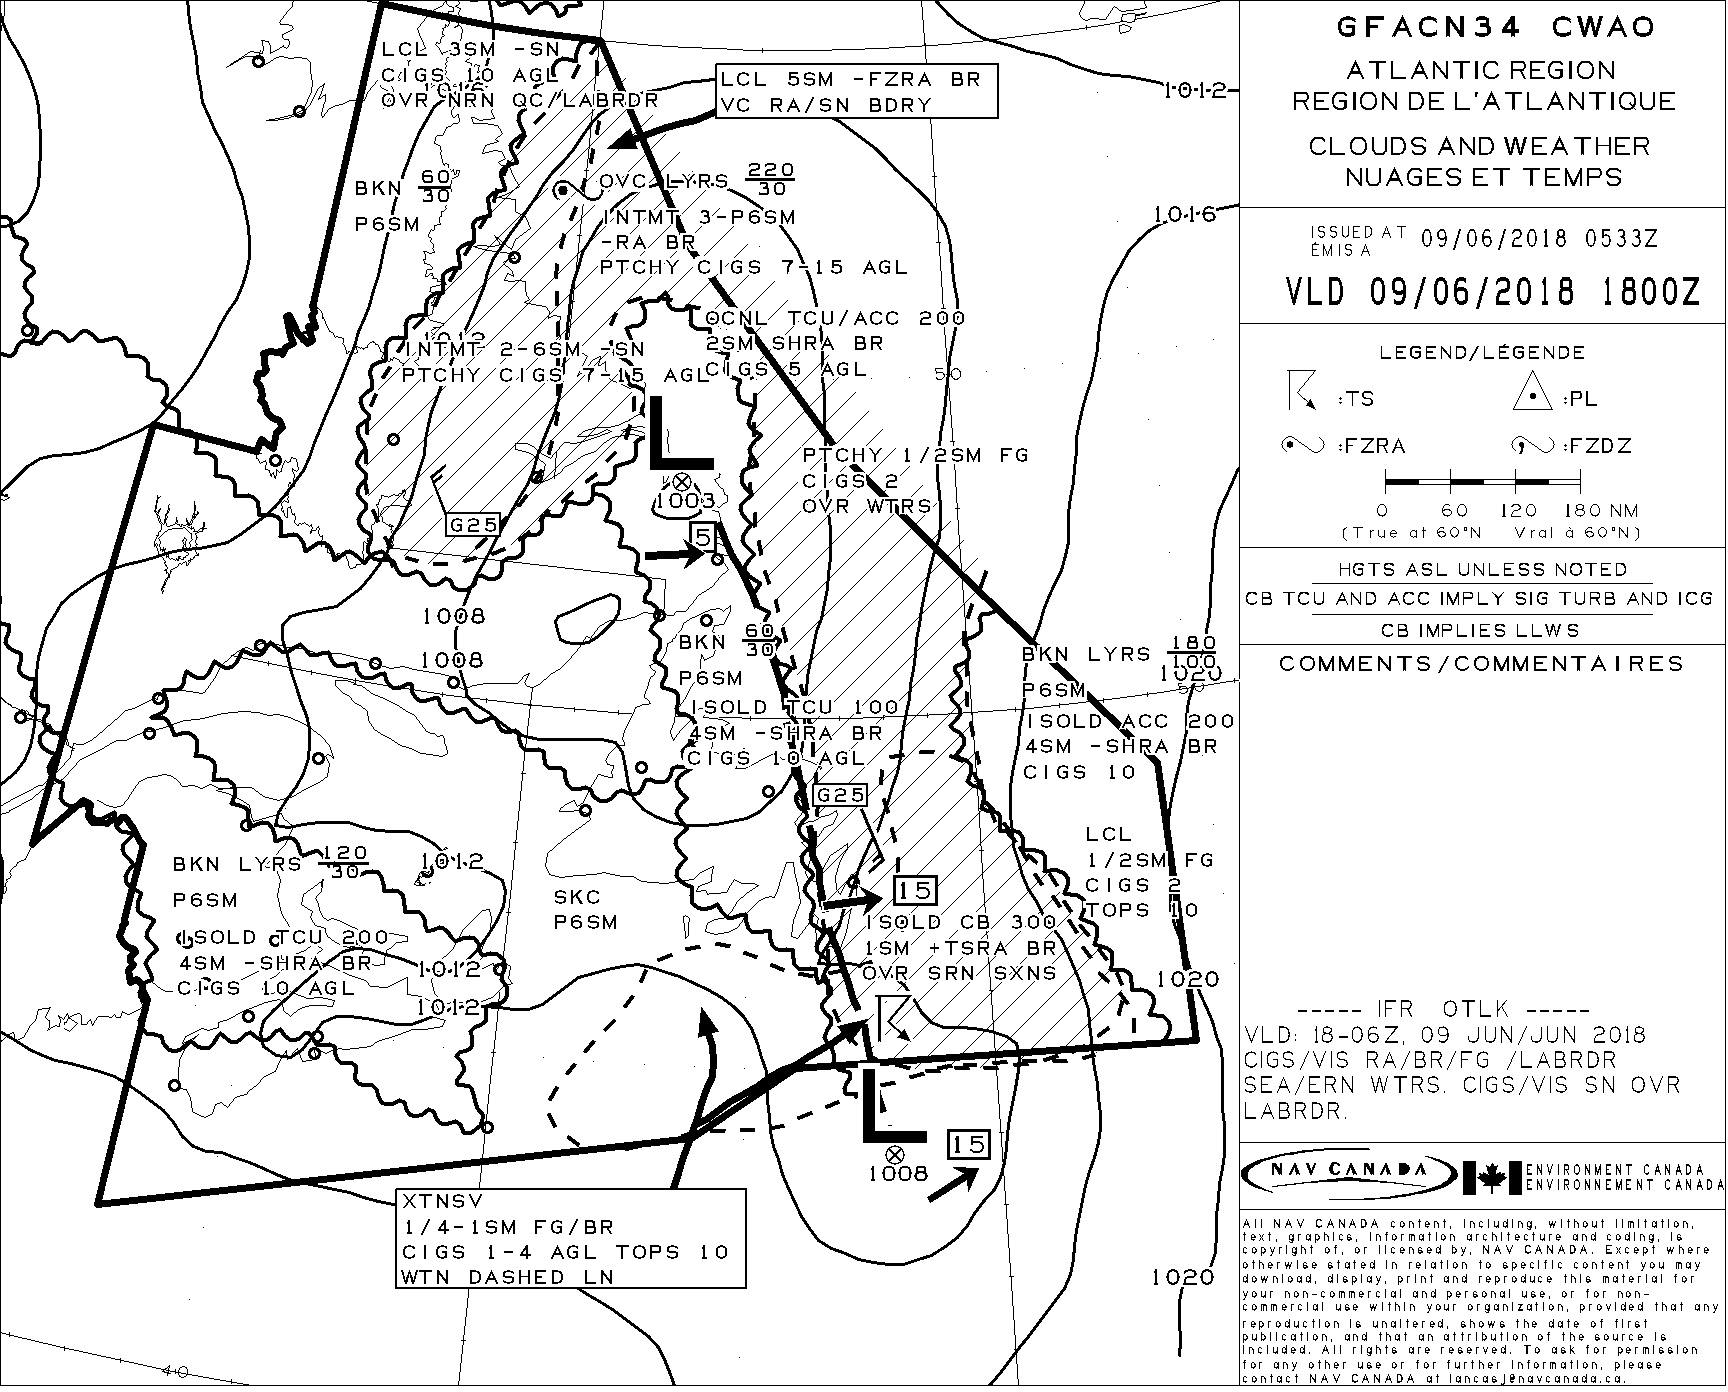 LCL 3SM -SN
CIGS 10 AGL
1016
OVR NRN QC/LABRDR
LCL 5SM -FZRA BR
VC RA/SN BDRY
1012
BKN 60/30
P6SM
OVC LYRS 220/30
INTMT 3-P6SM
-RA BR
PTCHY CIGS 7-15 AGL
1016
OCNL TCU/ACC 200
2SM SHRA BR
CIGS 5 AGL
1012
INTMT 2-6SM -SN
PTCHY CIGS 7-15 AGL
50
PTCHY 1/2SM FG
CIGS 2
OVR WTRS
1003
G25
5
1008
1008
BKN 60/30
P6SM
ISOLD TCU 100
4SM -SHRA BR
CIGS 10 AGL
BKN LYRS 180/100
1020
50
P6SM
ISOLD ACC 200
4SM -SHRA BR
CIGS 10
G25
LCL
1/2SM FG
CIGS 2
TOPS 10
BKN LYRS 120/30
P6SM
ISOLD TCU 200
4SM -SHRA BR
CIGS 10 AGL
1012
1012
1012
SKC
P6SM
15
ISOLD CB 300
1SM +TSRA BR
OVR SRN SXNS
1020
15
1008
XTNSV
1/4-1SM FG/BR
CIGS 1-4 AGL TOPS 10
WTN DASHED LN
1020
40
GFACN34 CWAO
ATLANTIC REGION
REGION DE L'ATLANTIQUE
CLOUDS AND WEATHER
NUAGES ET TEMPS
ISSUED AT
ÉMIS A
09/06/2018 0533Z
VLD 09/06/2018 1800Z
LEGEND/LÉGENDE
:TS
:PL
:FZRA
:FZDZ
0 60 120 180 NM
(True at 60°N Vrai à 60°N)
HGTS ASL UNLESS NOTED
CB TCU AND ACC IMPLY SIG TURB AND ICG
CB IMPLIES LLWS
COMMENTS/COMMENTAIRES
----- IFR OTLK -----
VLD: 18-06Z, 09 JUN/JUN 2018
CIGS/VIS RA/BR/FG /LABRDR
SEA/ERN WTRS. CIGS/VIS SN OVR
LABRDR.
NAV CANADA
ENVIRONMENT CANADA
ENVIRONNEMENT CANADA
All NAV CANADA content, including, without limitation,
text, graphics, information architecture and coding, is
copyright of, or licensed by, NAV CANADA. Except where
otherwise stated in relation to specific content you may
download, display, print and reproduce this material for
your non-commercial and personal use, or for non-
commercial use within your organization, provided that any
reproduction is unaltered, shows the date of first
publication, and that an attribution of the source is
included. All rights are reserved. To ask for permission
for any other use or for further information, please
contact NAV CANADA at lancasj@navcanada.ca.